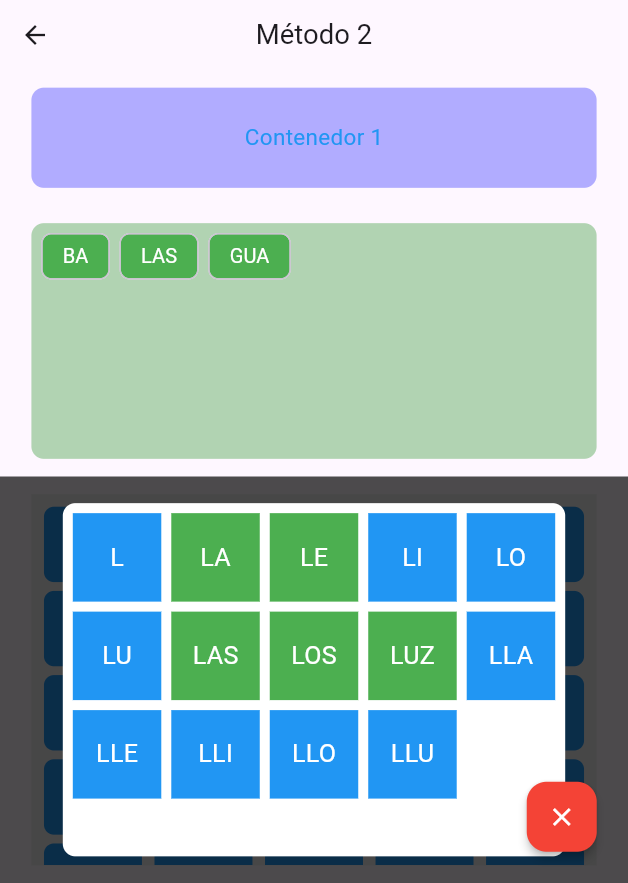 Método 2
Contenedor 1
BA LAS GUA
L LA LE LI LO
LU LAS LOS LUZ LLA
LLE LLI LLO LLU